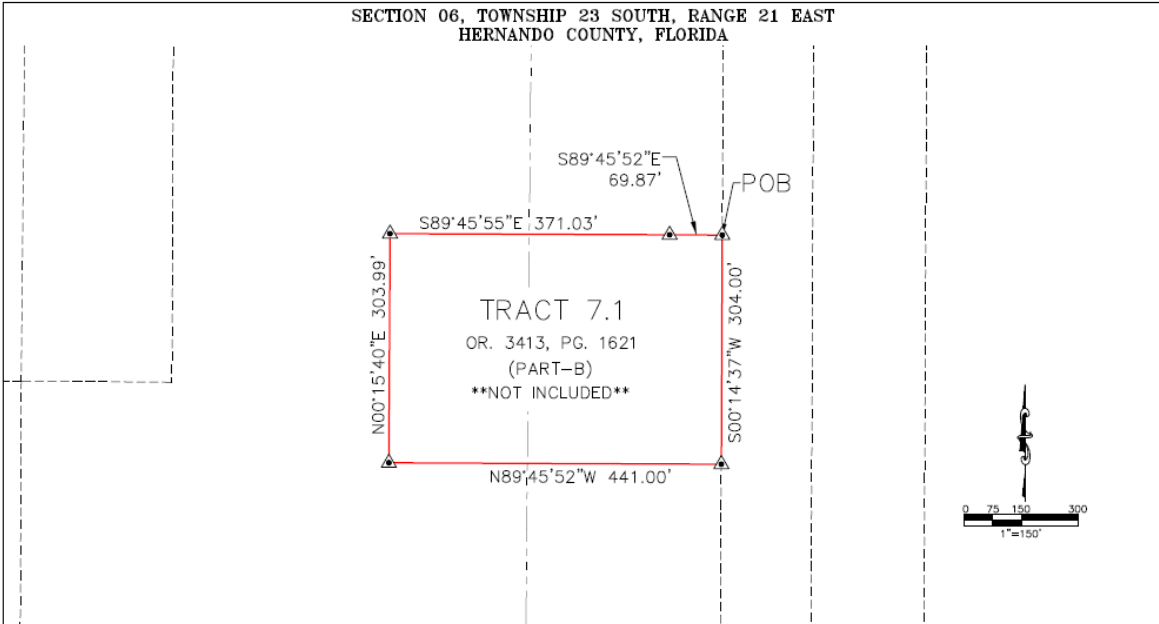 SECTION 06, TOWNSHIP 23 SOUTH, RANGE 21 EAST
HERNANDO COUNTY, FLORIDA
S89°45'52"E
69.87'
POB
S89°45'55"E 371.03'
N00°15'40"E 303.99'
TRACT 7.1
OR. 3413, PG. 1621
(PART-B)
**NOT INCLUDED**
S00°14'37"W 304.00'
N89°45'52"W 441.00'
0 75 150 300
1"=150'